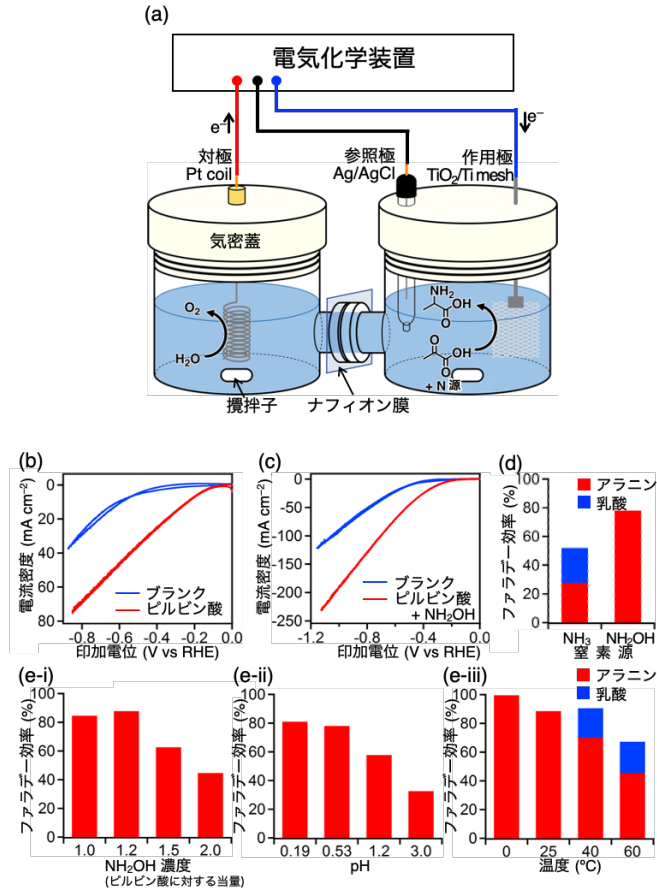 (a)
電気化学装置
e–
e–
対極
Pt coil
参照極
Ag/AgCl
作用極
TiO₂/Ti mesh
気密蓋
O₂
H₂O
NH₂
OH
O
O
OH
O
+ N 源
攪拌子
ナフィオン膜
(b)
電流密度 (mA cm⁻²)
0
20
40
60
80
ブランク
ピルビン酸
-0.8
-0.4
0.0
印加電位 (V vs RHE)
(c)
電流密度 (mA cm⁻²)
0
-50
-100
-150
-200
-250
ブランク
ピルビン酸
+ NH₂OH
-1.2
-0.8
-0.4
0.0
印加電位 (V vs RHE)
(d)
アラニン
乳酸
ファラデー効率 (%)
100
80
60
40
20
0
NH₃
NH₂OH
窒素源
(e-i)
ファラデー効率 (%)
100
80
60
40
20
0
1.0
1.2
1.5
2.0
NH₂OH 濃度
(ピルビン酸に対する当量)
(e-ii)
ファラデー効率 (%)
100
80
60
40
20
0
0.19
0.53
1.2
3.0
pH
(e-iii)
アラニン
乳酸
ファラデー効率 (%)
100
80
60
40
20
0
0
25
40
60
温度 (ºC)